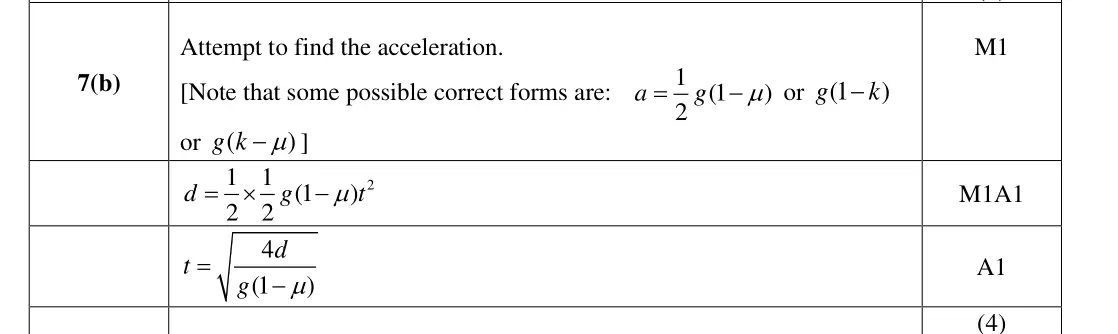 7(b)
Attempt to find the acceleration.
M1
[Note that some possible correct forms are: a = 1/2 g(1 − μ) or g(1 − k)
or g(k − μ) ]
d = 1/2 × 1/2 g(1 − μ)t²
M1A1
t = √(4d / g(1 − μ))
A1
(4)